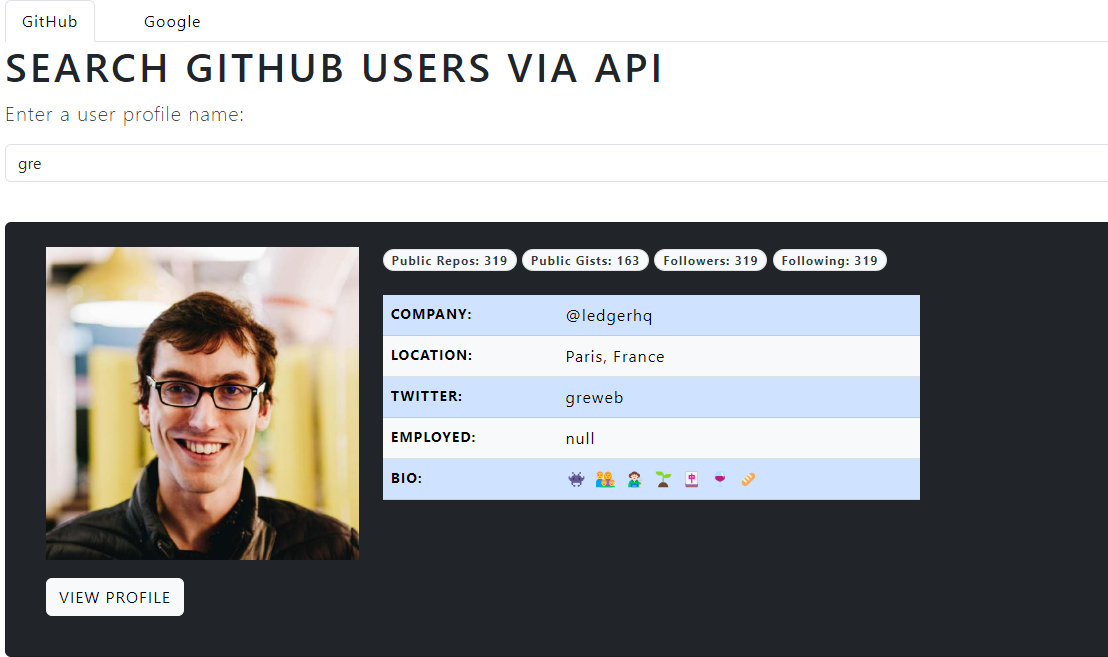 GitHub Google
SEARCH GITHUB USERS VIA API
Enter a user profile name:
gre
Public Repos: 319 Public Gists: 163 Followers: 319 Following: 319
COMPANY: @ledgerhq
LOCATION: Paris, France
TWITTER: greweb
EMPLOYED: null
BIO: 👾 👨‍👩‍👧‍👦 🤱 🌱 🀄 🍷 🥖
VIEW PROFILE